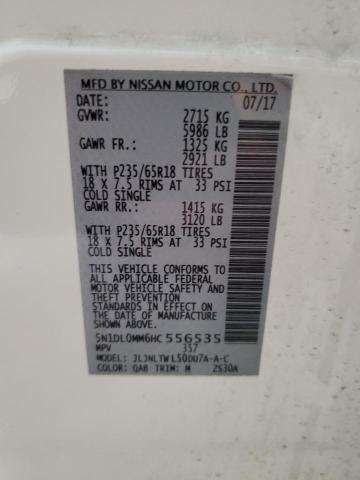 MFD BY NISSAN MOTOR CO., LTD.
DATE: 07/17
GVWR: 2715 KG
5986 LB
GAWR FR: 1325 KG
2921 LB
WITH P235/65R18 TIRES
18 X 7.5 RIMS AT 33 PSI
COLD SINGLE
GAWR RR: 1415 KG
3120 LB
WITH P235/65R18 TIRES
18 X 7.5 RIMS AT 33 PSI
COLD SINGLE
THIS VEHICLE CONFORMS TO
ALL APPLICABLE FEDERAL
MOTOR VEHICLE SAFETY AND
THEFT PREVENTION
STANDARDS IN EFFECT ON
THE DATE OF MANUFACTURE
SHOWN ABOVE.
5N1DL0MM6HC556535
MPV 357
MODEL: JLJNLTWL50DU7A-A-C
COLOR: QAB TRIM: M 2S30A